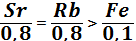 Sr/0,8 = Rb/0,8 > Fe/0,1